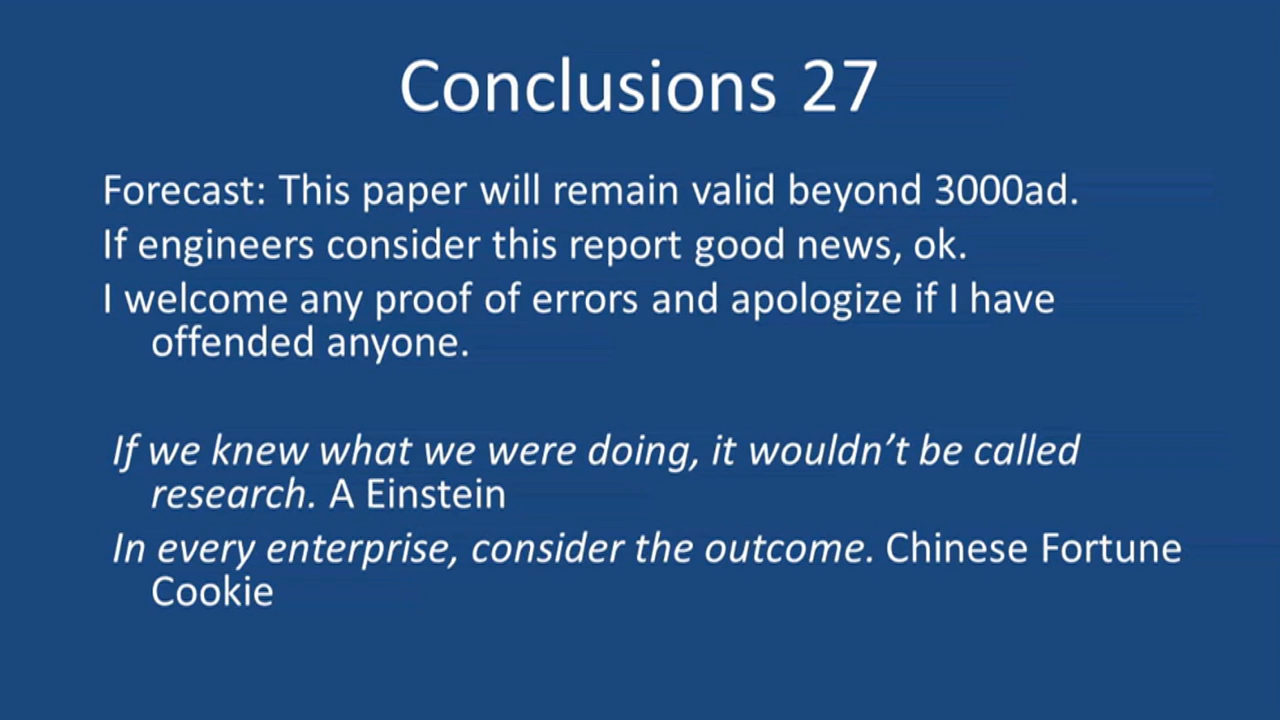 Conclusions 27
Forecast: This paper will remain valid beyond 3000ad.
If engineers consider this report good news, ok.
I welcome any proof of errors and apologize if I have
offended anyone.
If we knew what we were doing, it wouldn’t be called
research. A Einstein
In every enterprise, consider the outcome. Chinese Fortune
Cookie